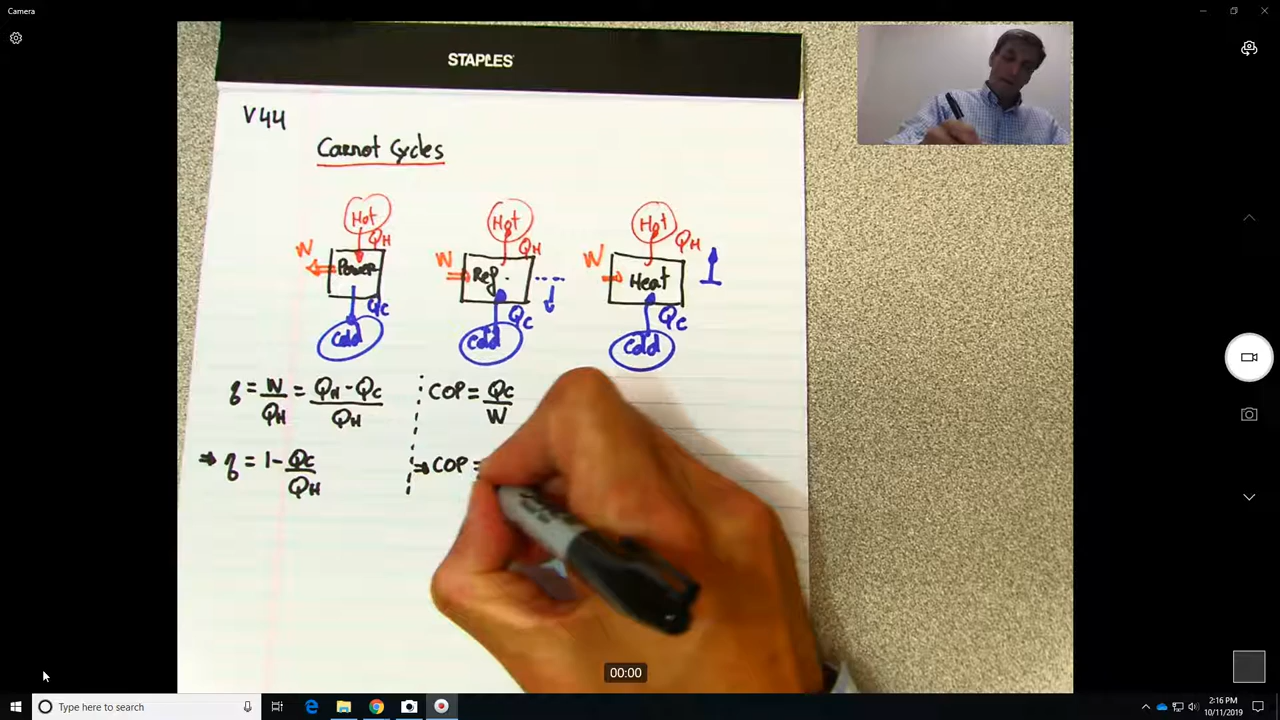 Camera
STAPLES
V44
Carnot Cycles
Hot Hot Hot
QH QH QH
W W W
Power Ref. Heat
Qc Qc Qc
Cold Cold Cold
η = W/QH = QH - QC/QH
COP = QC/W
⇒ η = 1 - QC/QH
⇒ COP =
00:00
Type here to search
2:16 PM
10/11/2019